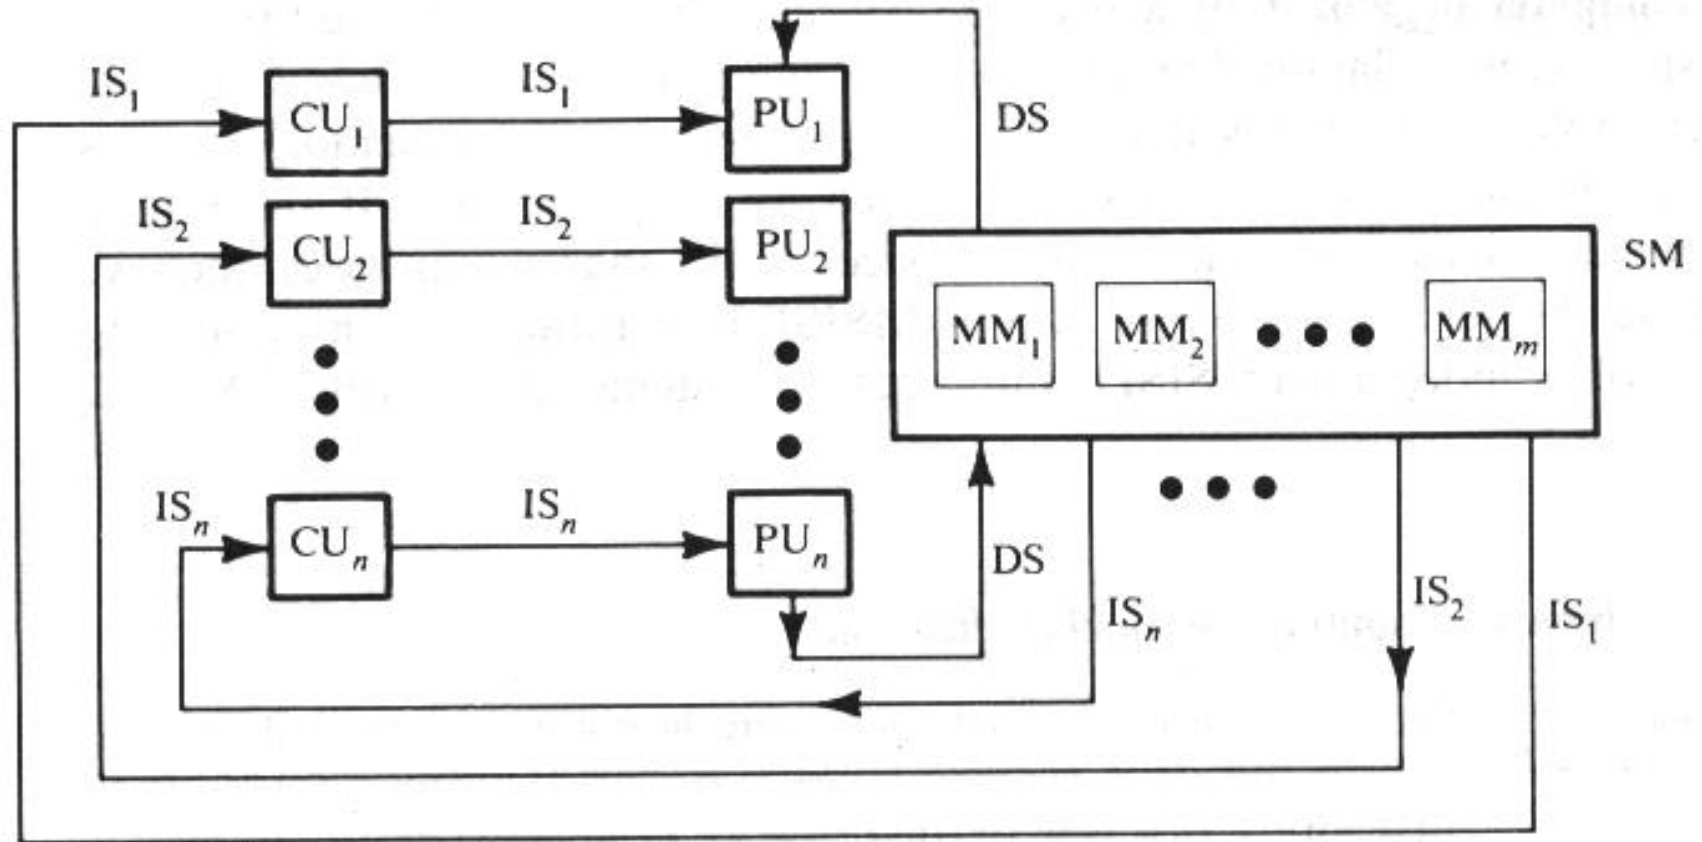 IS₁ CU₁ IS₁ PU₁ DS
IS₂ CU₂ IS₂ PU₂ SM
MM₁ MM₂ MMₘ
ISₙ CUₙ ISₙ PUₙ DS ISₙ IS₂ IS₁